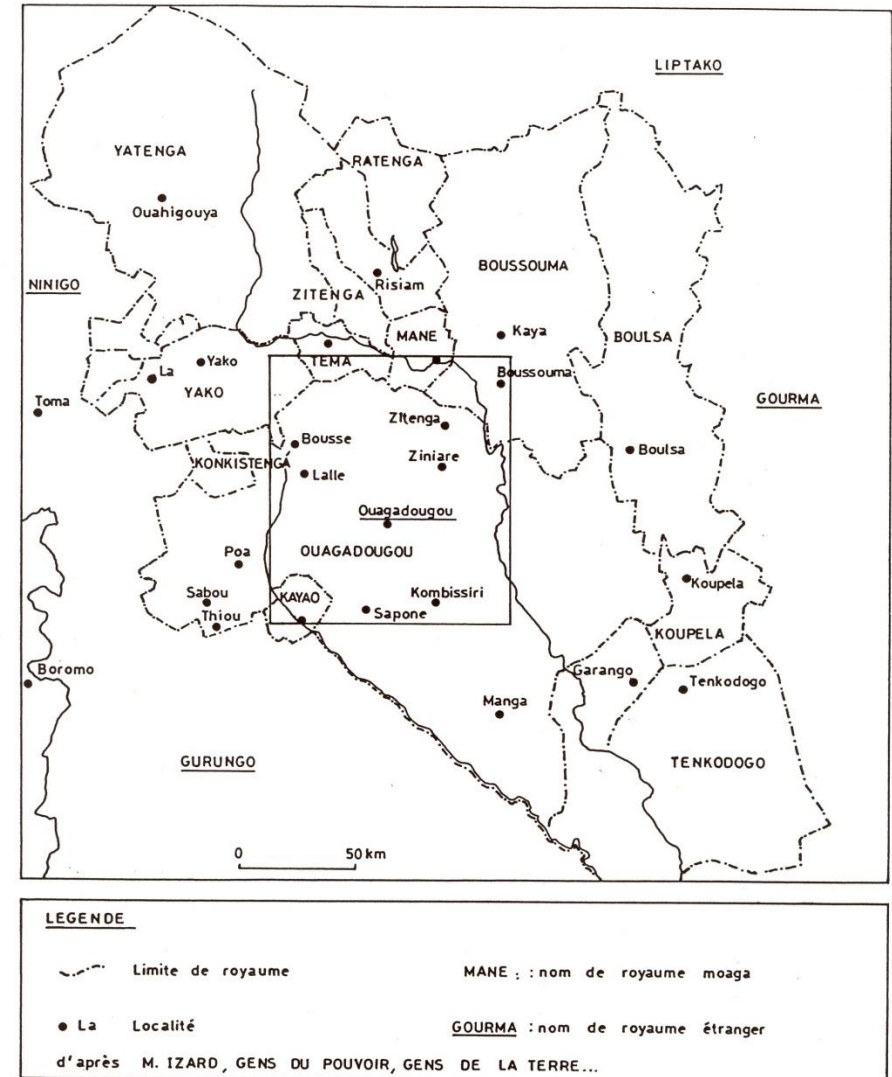 LIPTAKO
YATENGA
RATENGA
Ouahigouya
BOUSSOUMA
NINIGO
Risiam
ZITENGA
MANE
Kaya
BOULSA
TEMA
Yako
La
Boussouma
YAKO
Toma
GOURMA
ZItenga
Bousse
Boulsa
KONKISTENGA
Ziniare
Lalle
Ouagadougou
OUAGADOUGOU
Poa
Koupela
Sabou
KAYAO
Kombissiri
Thiou
Sapone
KOUPELA
Boromo
Garango
Tenkodogo
Manga
GURUNGO
TENKODOGO
0 50 km
LEGENDE
Limite de royaume
MANE : : nom de royaume moaga
La Localité
GOURMA : nom de royaume étranger
d'après M. IZARD, GENS DU POUVOIR, GENS DE LA TERRE...